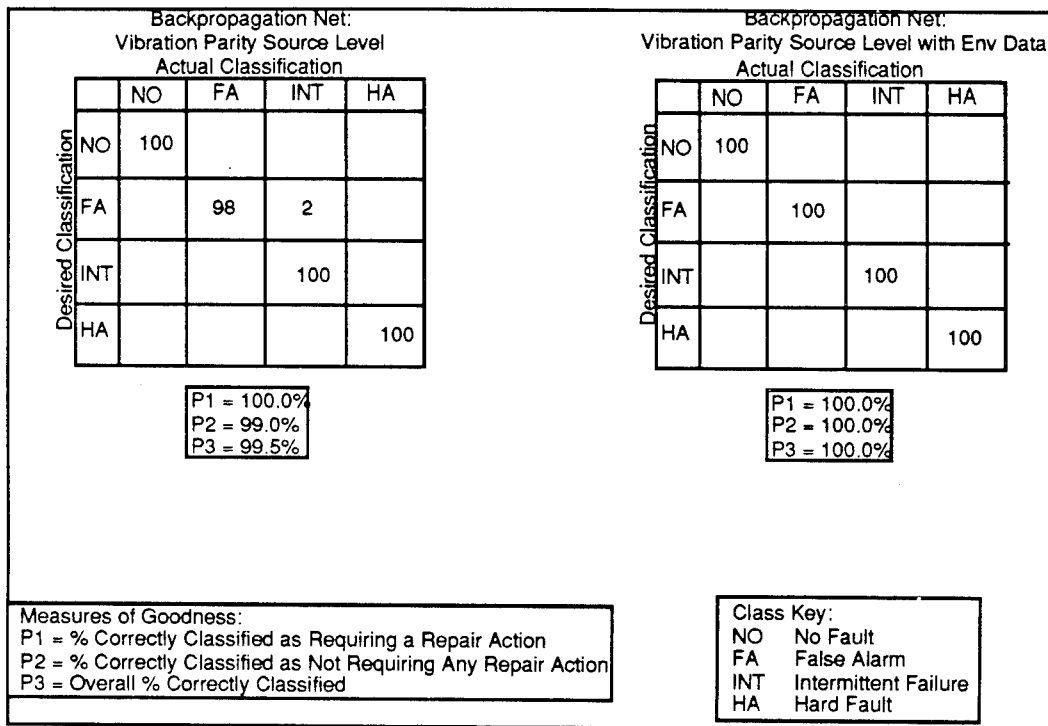 Backpropagation Net:
Vibration Parity Source Level
Actual Classification
NO FA INT HA
Desired Classification
NO 100
FA 98 2
INT 100
HA 100
P1 = 100.0%
P2 = 99.0%
P3 = 99.5%
Backpropagation Net:
Vibration Parity Source Level with Env Data
Actual Classification
NO FA INT HA
Desired Classification
NO 100
FA 100
INT 100
HA 100
P1 = 100.0%
P2 = 100.0%
P3 = 100.0%
Measures of Goodness:
P1 = % Correctly Classified as Requiring a Repair Action
P2 = % Correctly Classified as Not Requiring Any Repair Action
P3 = Overall % Correctly Classified
Class Key:
NO No Fault
FA False Alarm
INT Intermittent Failure
HA Hard Fault